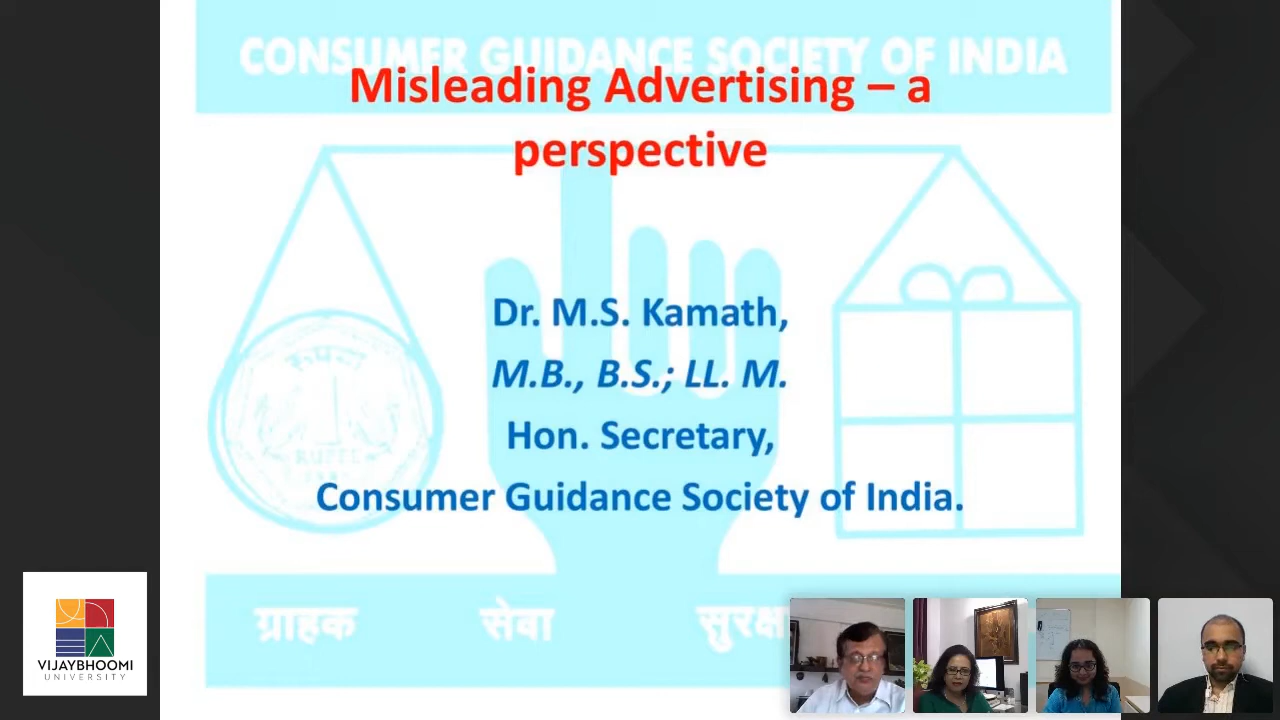 CONSUMER GUIDANCE SOCIETY OF INDIA
Misleading Advertising – a
perspective
Dr. M.S. Kamath,
M.B., B.S.; LL. M.
Hon. Secretary,
Consumer Guidance Society of India.
RUPEE
ग्राहक सेवा
VIJAYBHOOMI
UNIVERSITY